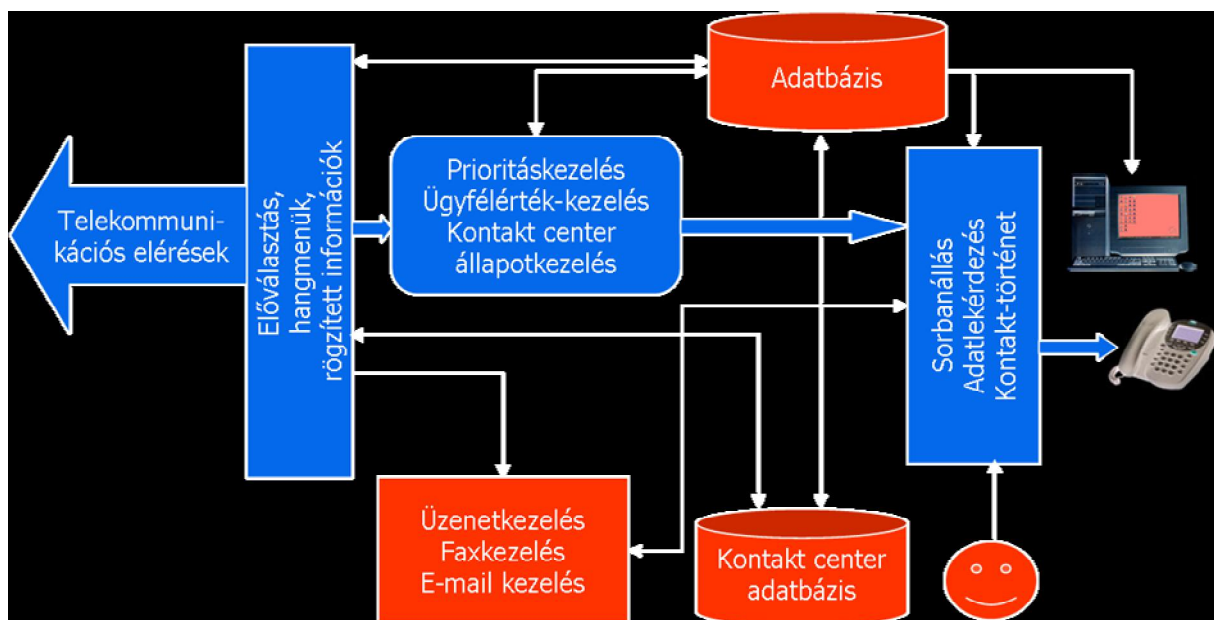 Adatbázis
Telekommuni-
kációs elérések
Előválasztás,
hangmenük,
rögzített információk
Prioritáskezelés
Ügyfélérték-kezelés
Kontakt center
állapotkezelés
Sorbanállás
Adatlekérdezés
Kontakt-történet
Üzenetkezelés
Faxkezelés
E-mail kezelés
Kontakt center
adatbázis